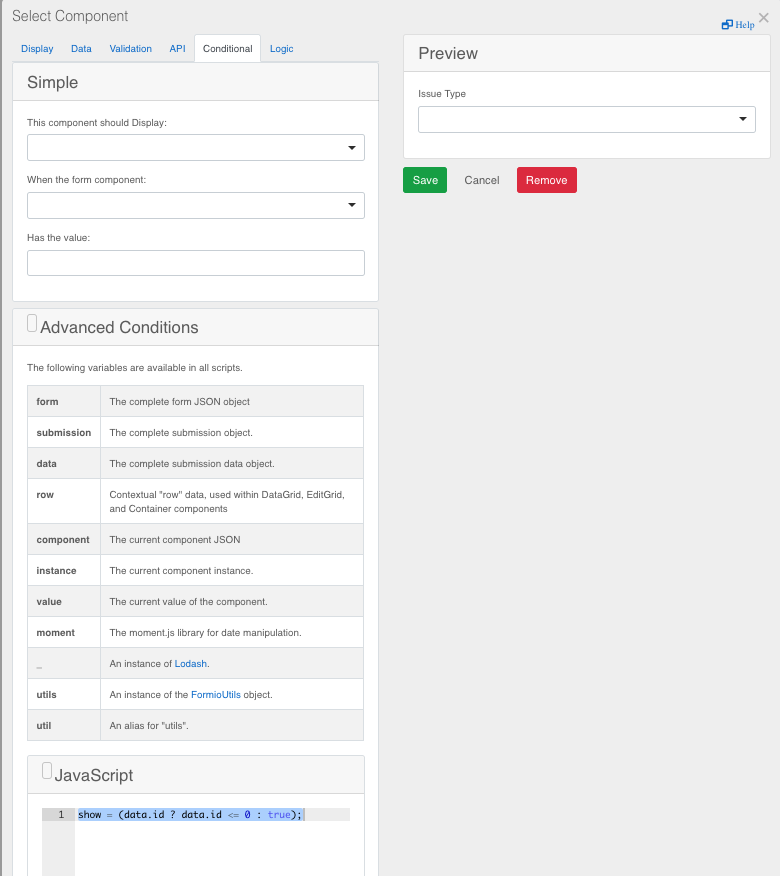 Select Component
Help
Display Data Validation API Conditional Logic
Simple
This component should Display:
When the form component:
Has the value:
Advanced Conditions
The following variables are available in all scripts.
form The complete form JSON object
submission The complete submission object.
data The complete submission data object.
row Contextual "row" data, used within DataGrid, EditGrid,
and Container components
component The current component JSON
instance The current component instance.
value The current value of the component.
moment The moment.js library for date manipulation.
_ An instance of Lodash.
utils An instance of the FormioUtils object.
util An alias for "utils".
JavaScript
1 show = (data.id ? data.id <= 0 : true);
Preview
Issue Type
Save Cancel Remove